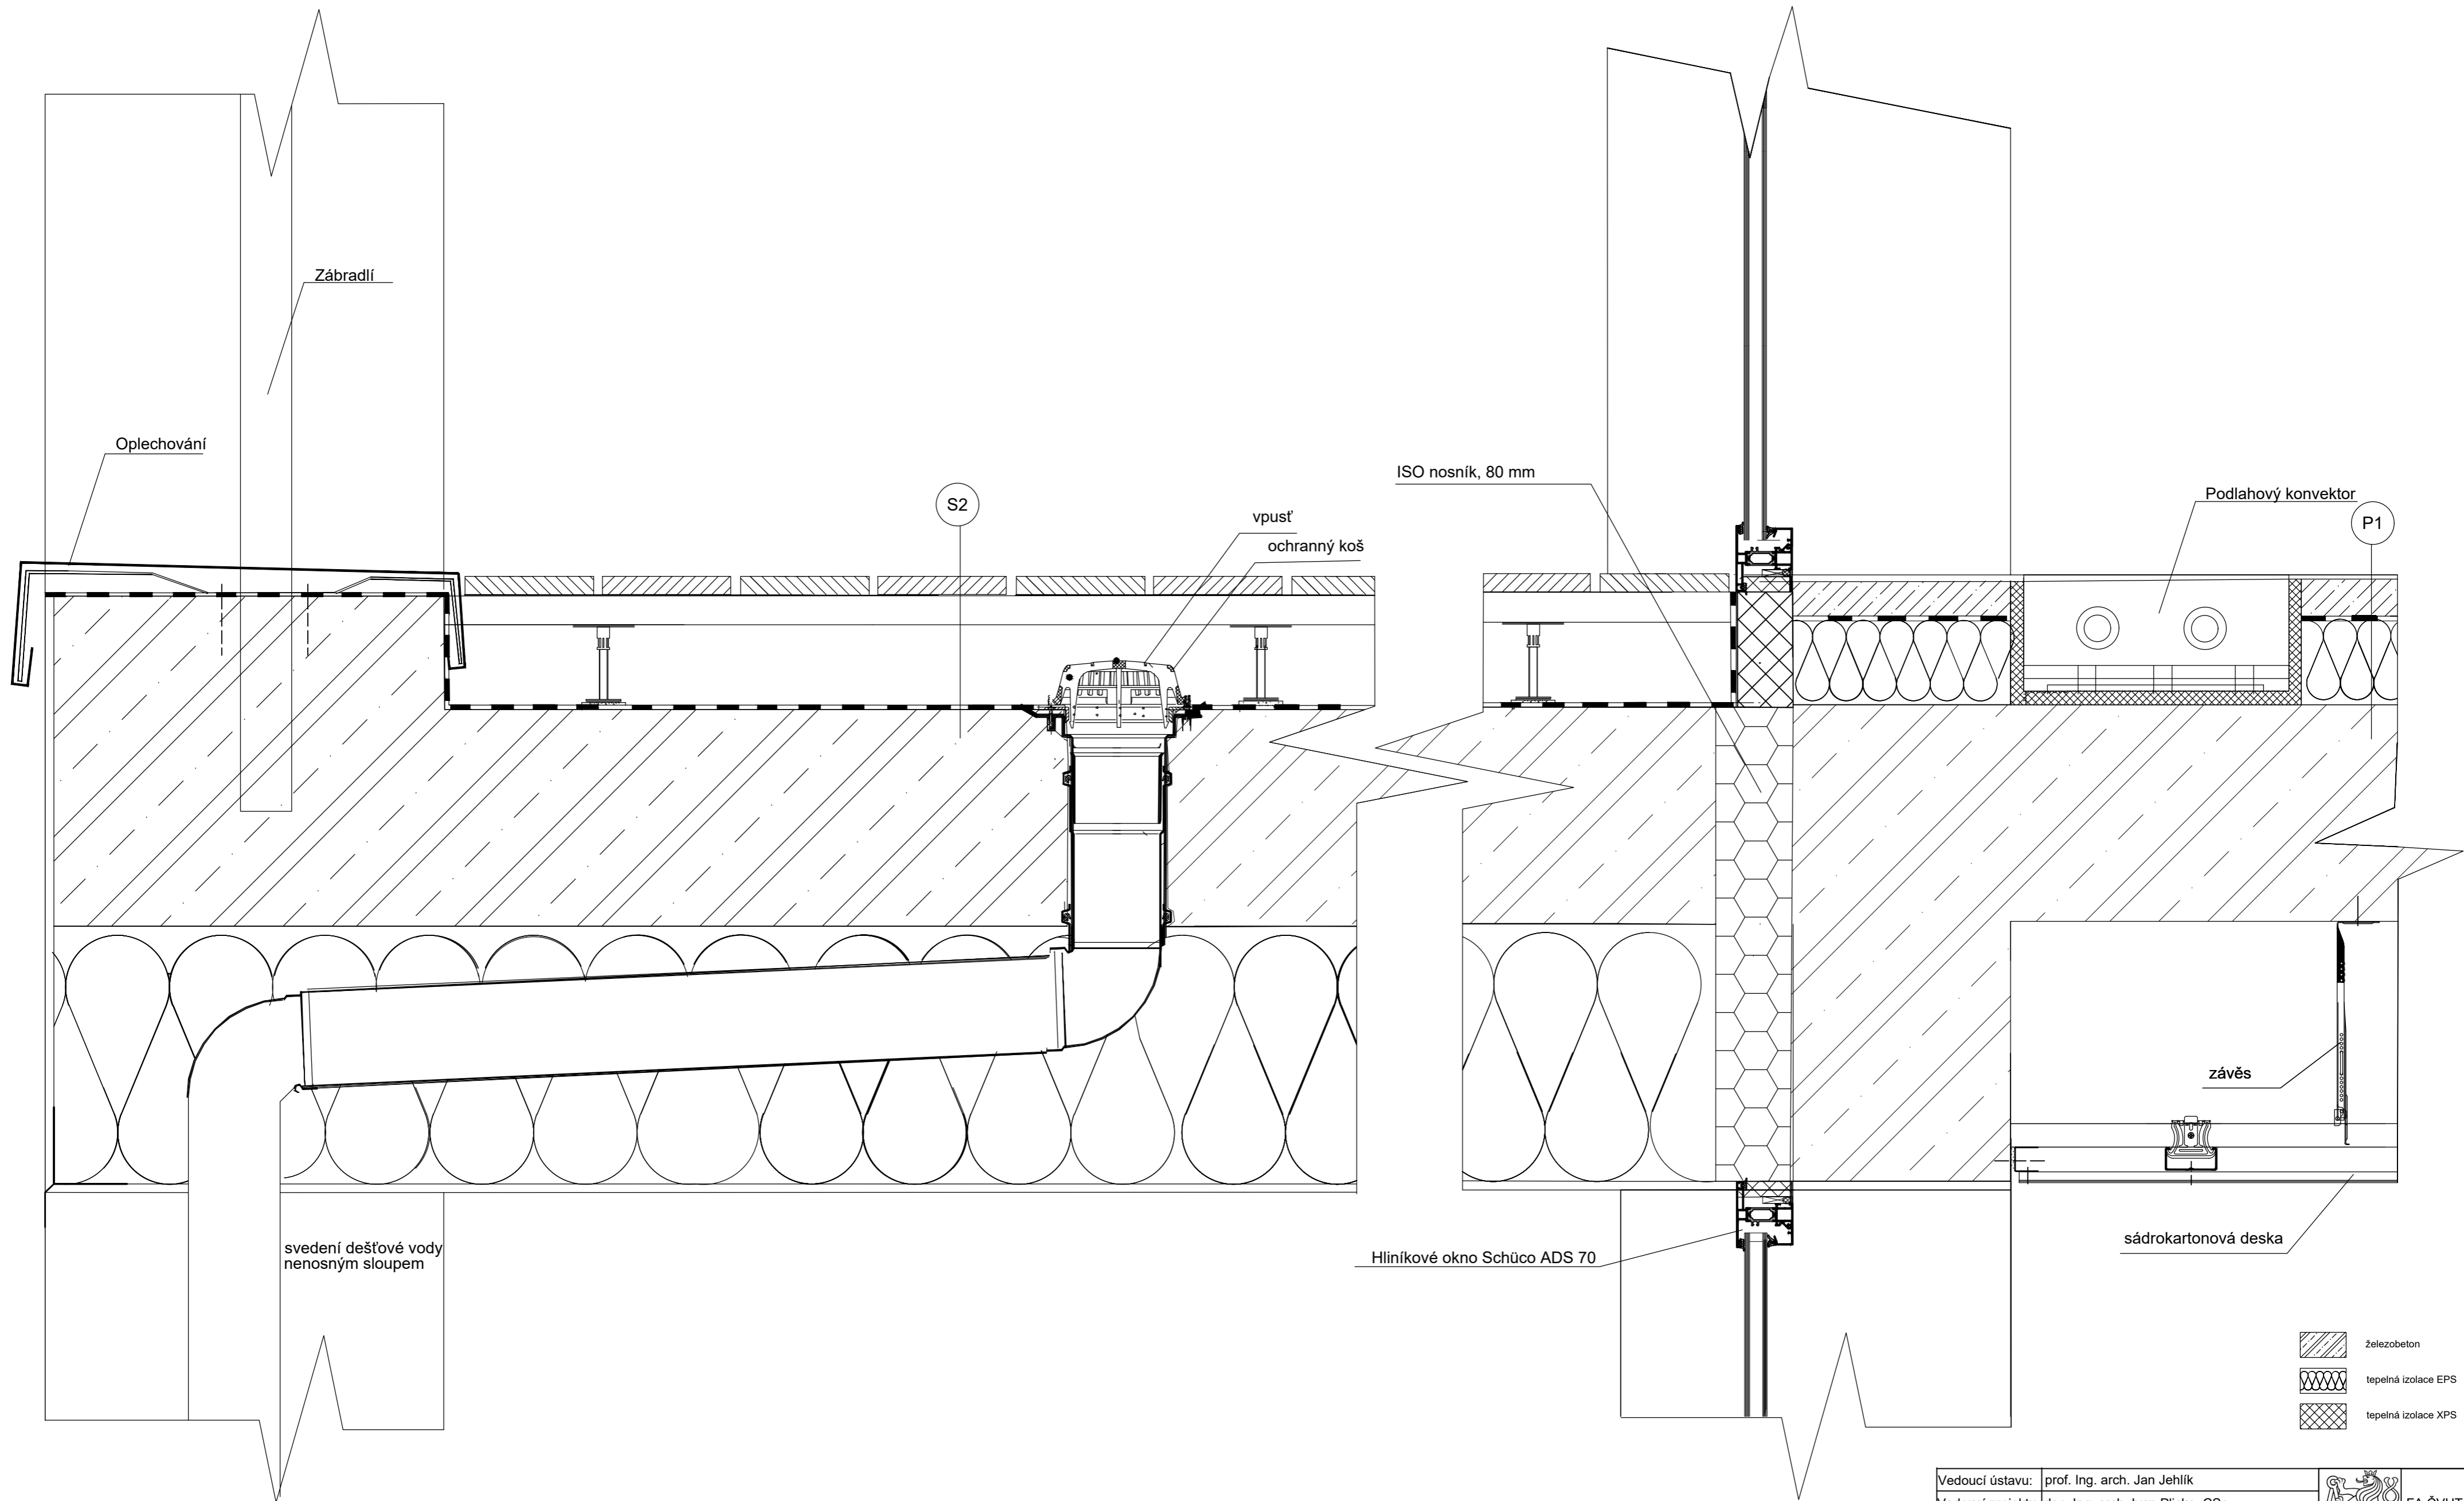 Zábradlí
Oplechování
S2
vpusť
ochranný koš
ISO nosník, 80 mm
Podlahový konvektor
P1
závěs
sádrokartonová deska
svedení dešťové vody
nenosným sloupem
Hliníkové okno Schüco ADS 70
železobeton
tepelná izolace EPS
tepelná izolace XPS
Vedoucí ústavu: prof. Ing. arch. Jan Jehlík